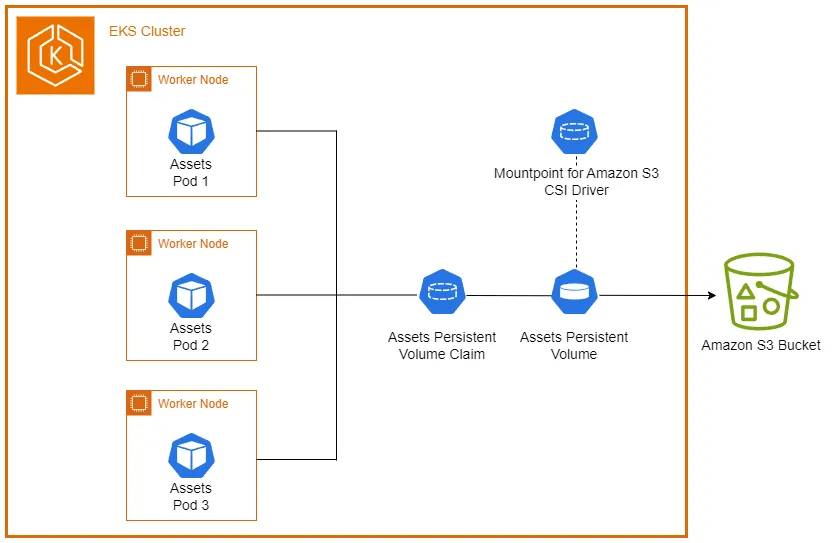 EKS Cluster
K
Worker Node
Assets
Pod 1
Worker Node
Assets
Pod 2
Worker Node
Assets
Pod 3
Mountpoint for Amazon S3
CSI Driver
Assets Persistent
Volume Claim
Assets Persistent
Volume
Amazon S3 Bucket